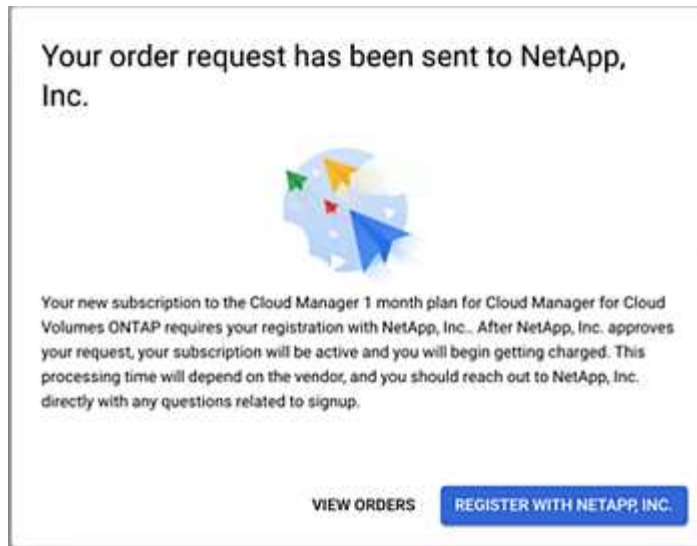 Your order request has been sent to NetApp,
Inc.
Your new subscription to the Cloud Manager 1 month plan for Cloud Manager for Cloud
Volumes ONTAP requires your registration with NetApp, Inc.. After NetApp, Inc. approves
your request, your subscription will be active and you will begin getting charged. This
processing time will depend on the vendor, and you should reach out to NetApp, Inc.
directly with any questions related to signup.
VIEW ORDERS REGISTER WITH NETAPP, INC.